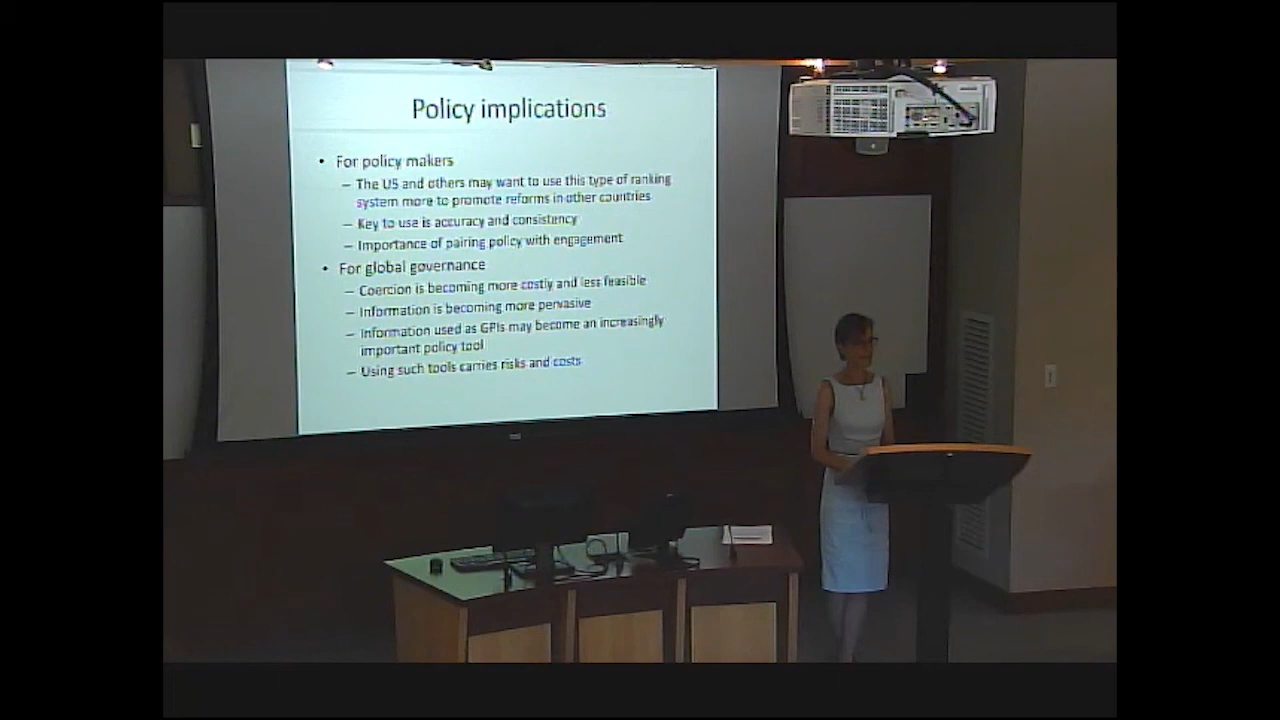 Policy implications
• For policy makers
– The US and others may want to use this type of ranking
system more to promote reforms in other countries
– Key to use is accuracy and consistency
– Importance of pairing policy with engagement
• For global governance
– Coercion is becoming more costly and less feasible
– Information is becoming more pervasive
– Information used as GPIs may become an increasingly
important policy tool
– Using such tools carries risks and costs